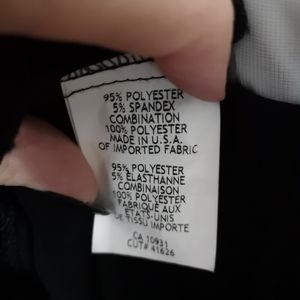 95% POLYESTER
5% SPANDEX
COMBINATION
100% POLYESTER
MADE IN U.S.A.
OF IMPORTED FABRIC
95% POLYESTER
5% ELASTHANNE
COMBINAISON
100% POLYESTER
FABRIQUE AUX
ETATS-UNIS
DE TISSU IMPORTE
CA 10931
CUT# 41626